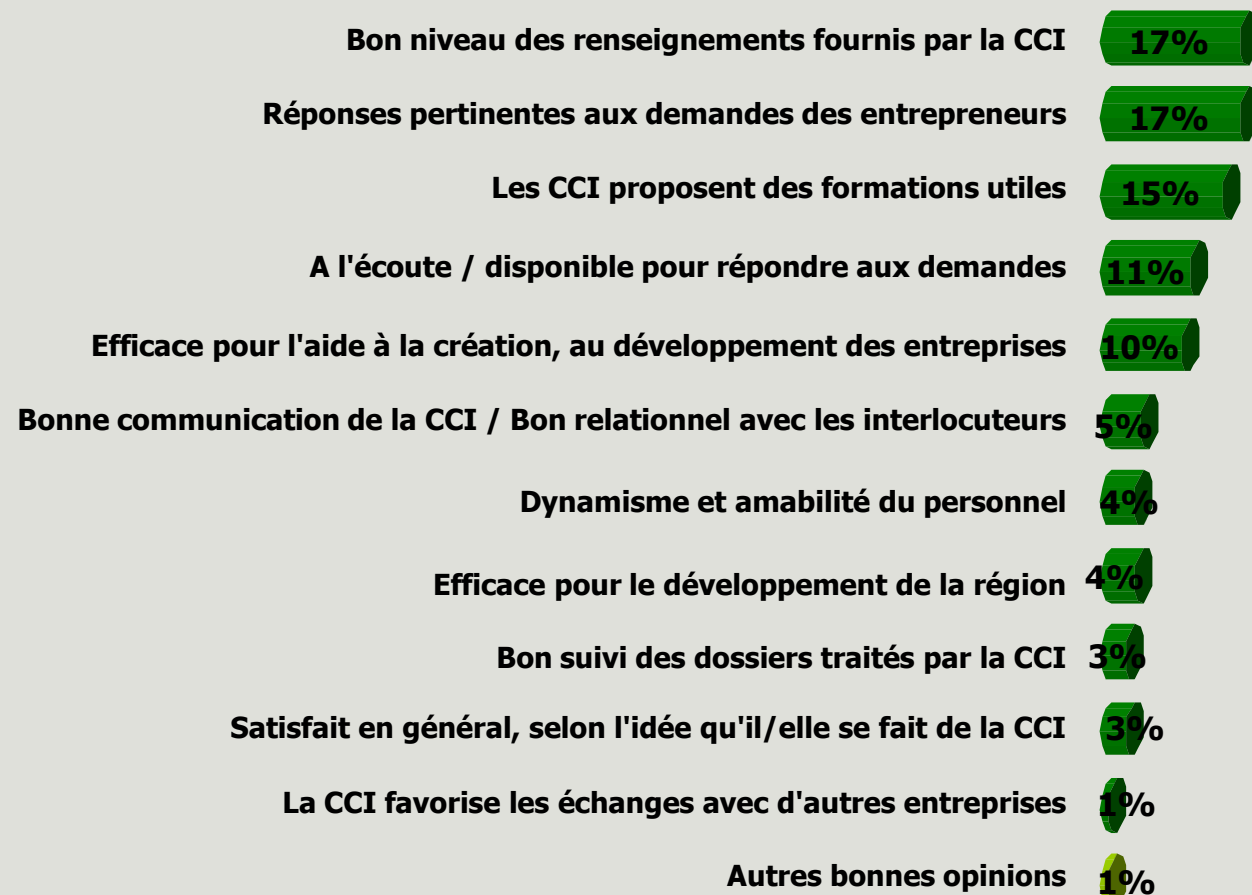 Bon niveau des renseignements fournis par la CCI 17%
Réponses pertinentes aux demandes des entrepreneurs 17%
Les CCI proposent des formations utiles 15%
A l'écoute / disponible pour répondre aux demandes 11%
Efficace pour l'aide à la création, au développement des entreprises 10%
Bonne communication de la CCI / Bon relationnel avec les interlocuteurs 5%
Dynamisme et amabilité du personnel 4%
Efficace pour le développement de la région 4%
Bon suivi des dossiers traités par la CCI 3%
Satisfait en général, selon l'idée qu'il/elle se fait de la CCI 3%
La CCI favorise les échanges avec d'autres entreprises 1%
Autres bonnes opinions 1%